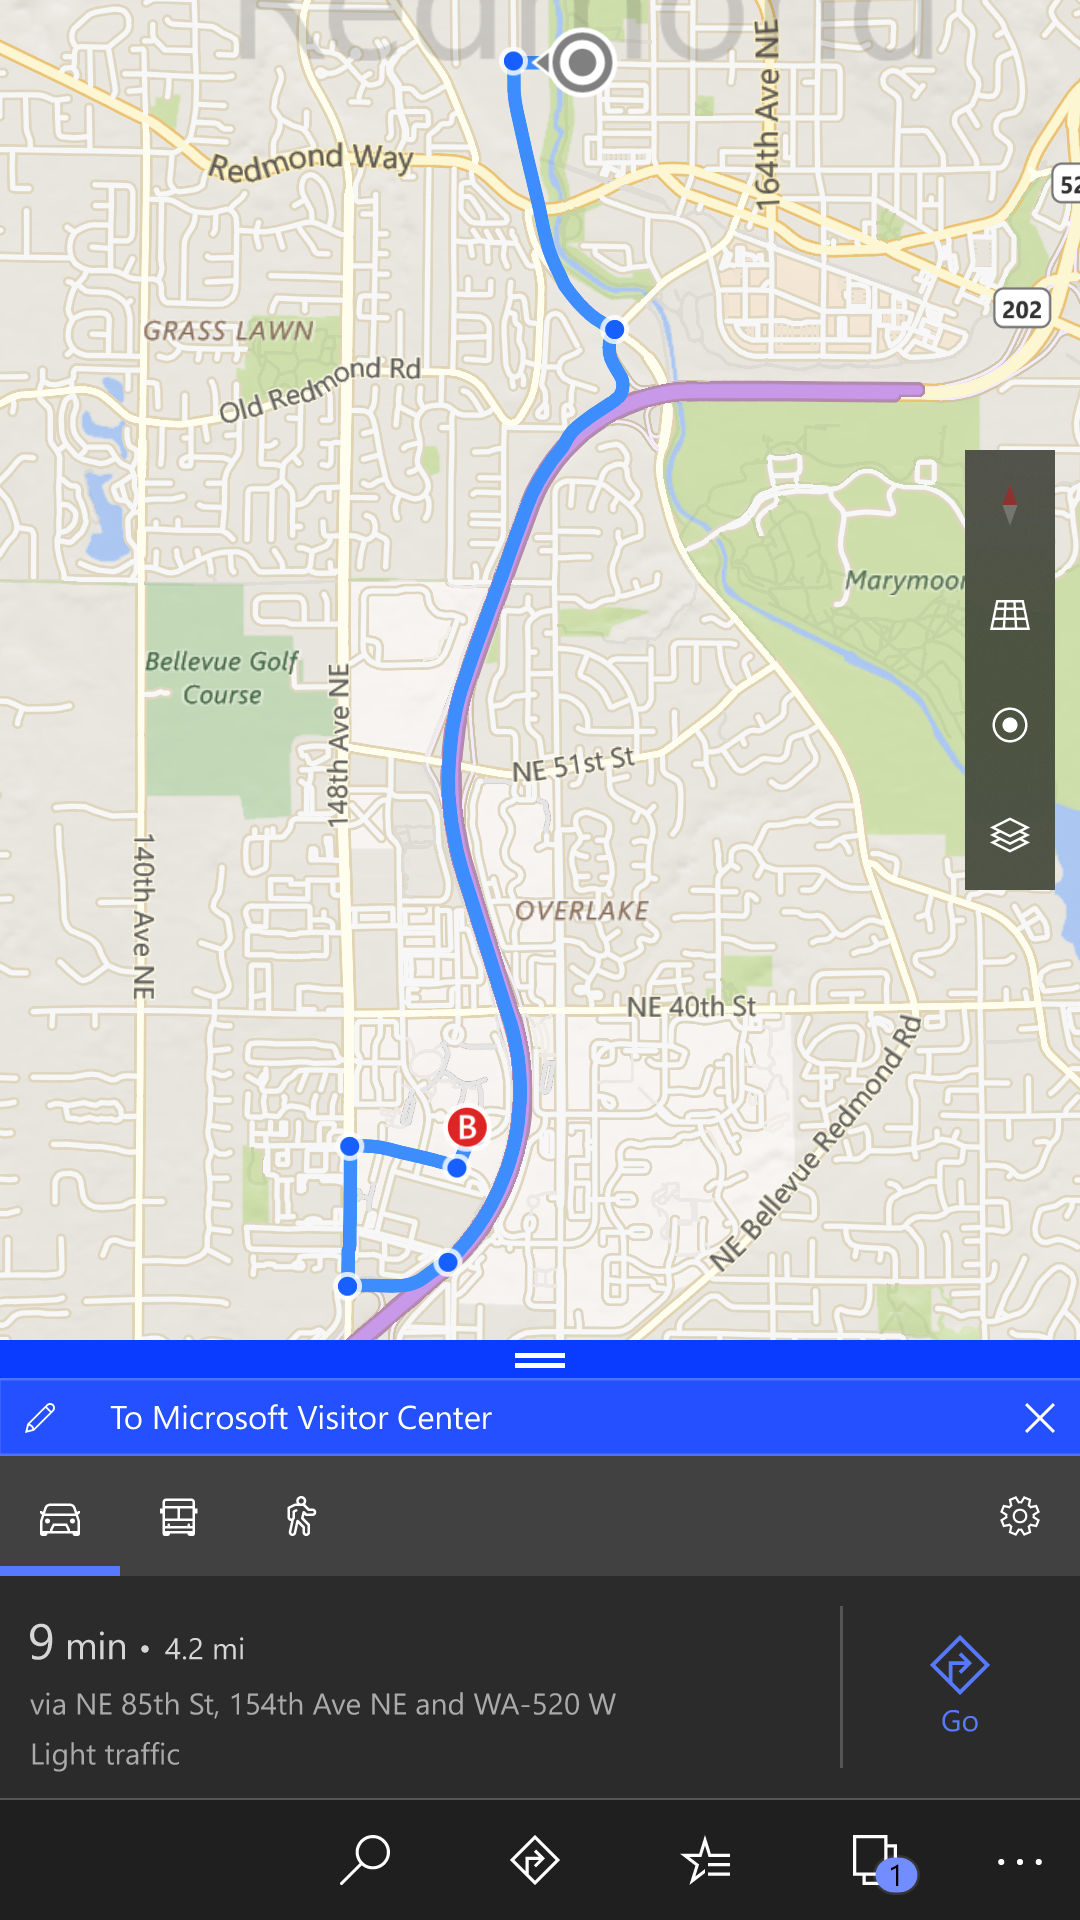 Redmond
164th Ave NE
Redmond Way
52
202
GRASS LAWN
Old Redmond Rd
Marymoor
Bellevue Golf
Course
148th Ave NE
NE 51st St
140th Ave NE
OVERLAKE
NE 40th St
NE Bellevue Redmond Rd
B
To Microsoft Visitor Center
9 min • 4.2 mi
via NE 85th St, 154th Ave NE and WA-520 W
Light traffic
Go
1